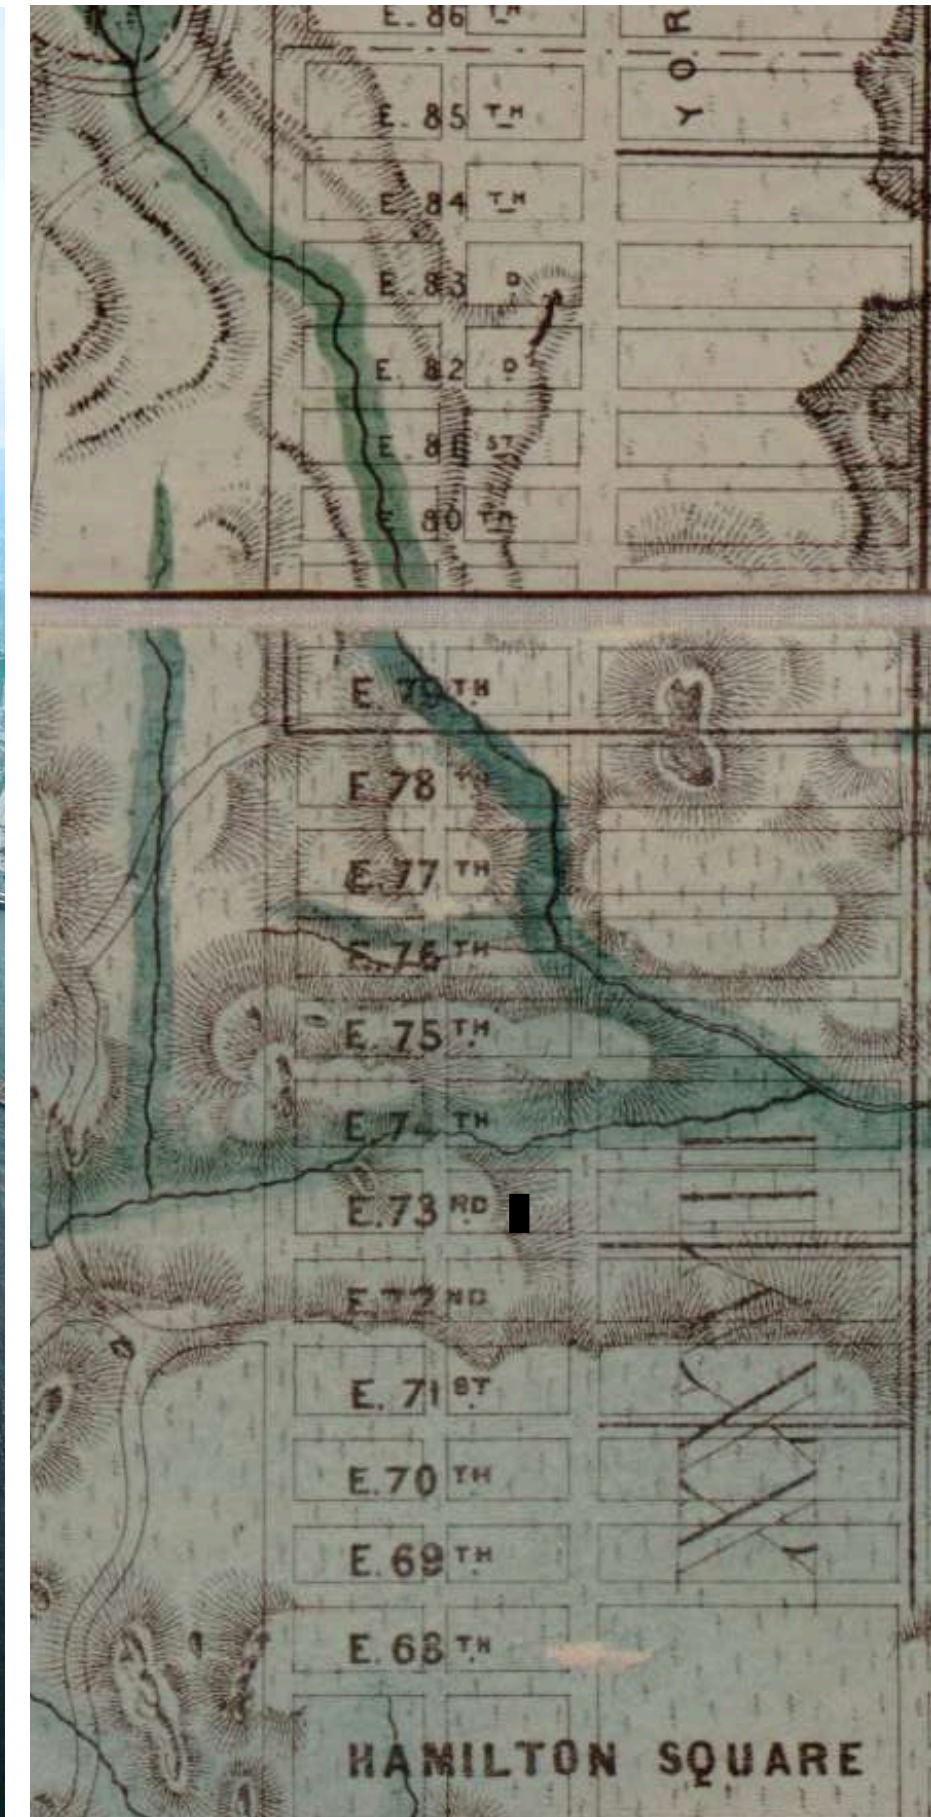 E. 86 TH
Y O R
E. 85 TH
E. 84 TH
E. 83 D
E. 82 D
E. 81 ST
80 TH
E. 79 TH
E. 78 TH
E. 77 TH
E. 76 TH
E. 75 TH
E. 74 TH
E. 73 RD
E. 72 ND
E. 71 ST
E. 70 TH
E. 69 TH
E. 68 TH
HAMILTON SQUARE